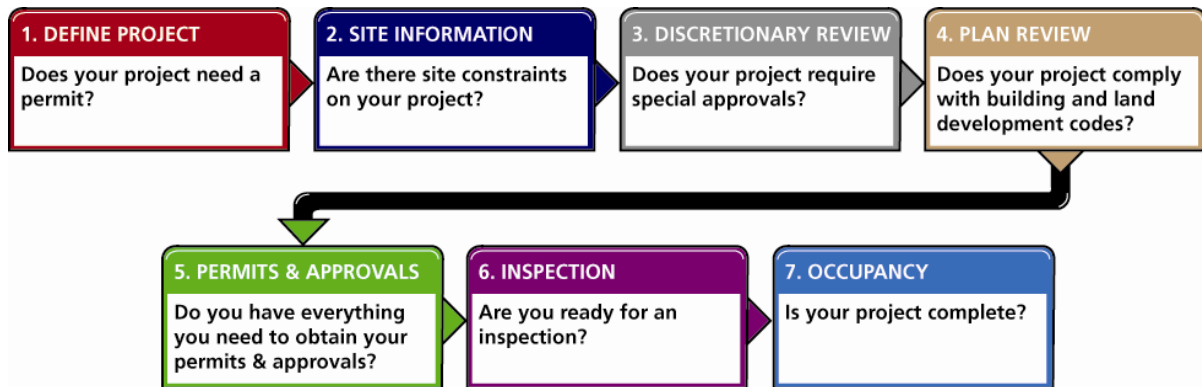 1. DEFINE PROJECT
Does your project need a
permit?
2. SITE INFORMATION
Are there site constraints
on your project?
3. DISCRETIONARY REVIEW
Does your project require
special approvals?
4. PLAN REVIEW
Does your project comply
with building and land
development codes?
5. PERMITS & APPROVALS
Do you have everything
you need to obtain your
permits & approvals?
6. INSPECTION
Are you ready for an
inspection?
7. OCCUPANCY
Is your project complete?